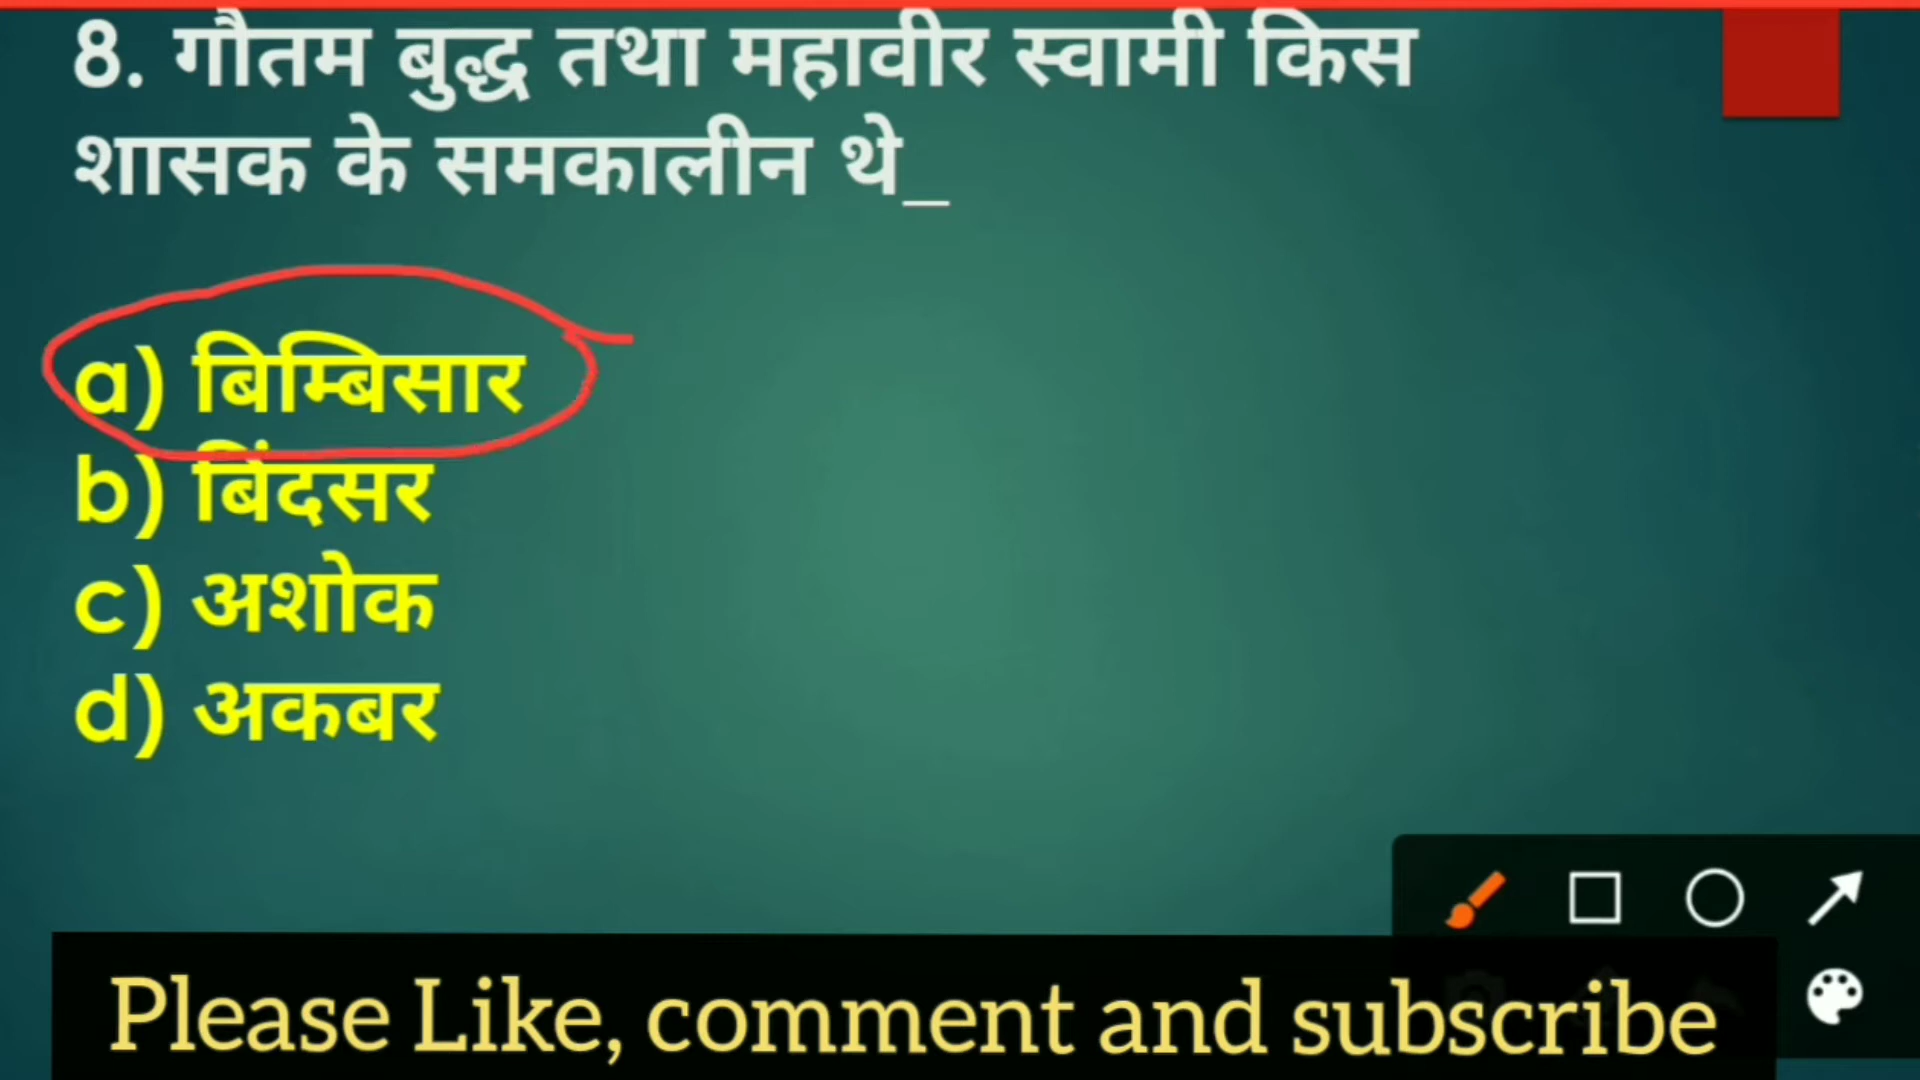 8. गौतम बुद्ध तथा महावीर स्वामी किस
शासक के समकालीन थे_
a) बिम्बिसार
b) बिंदसर
c) अशोक
d) अकबर
Please Like, comment and subscribe